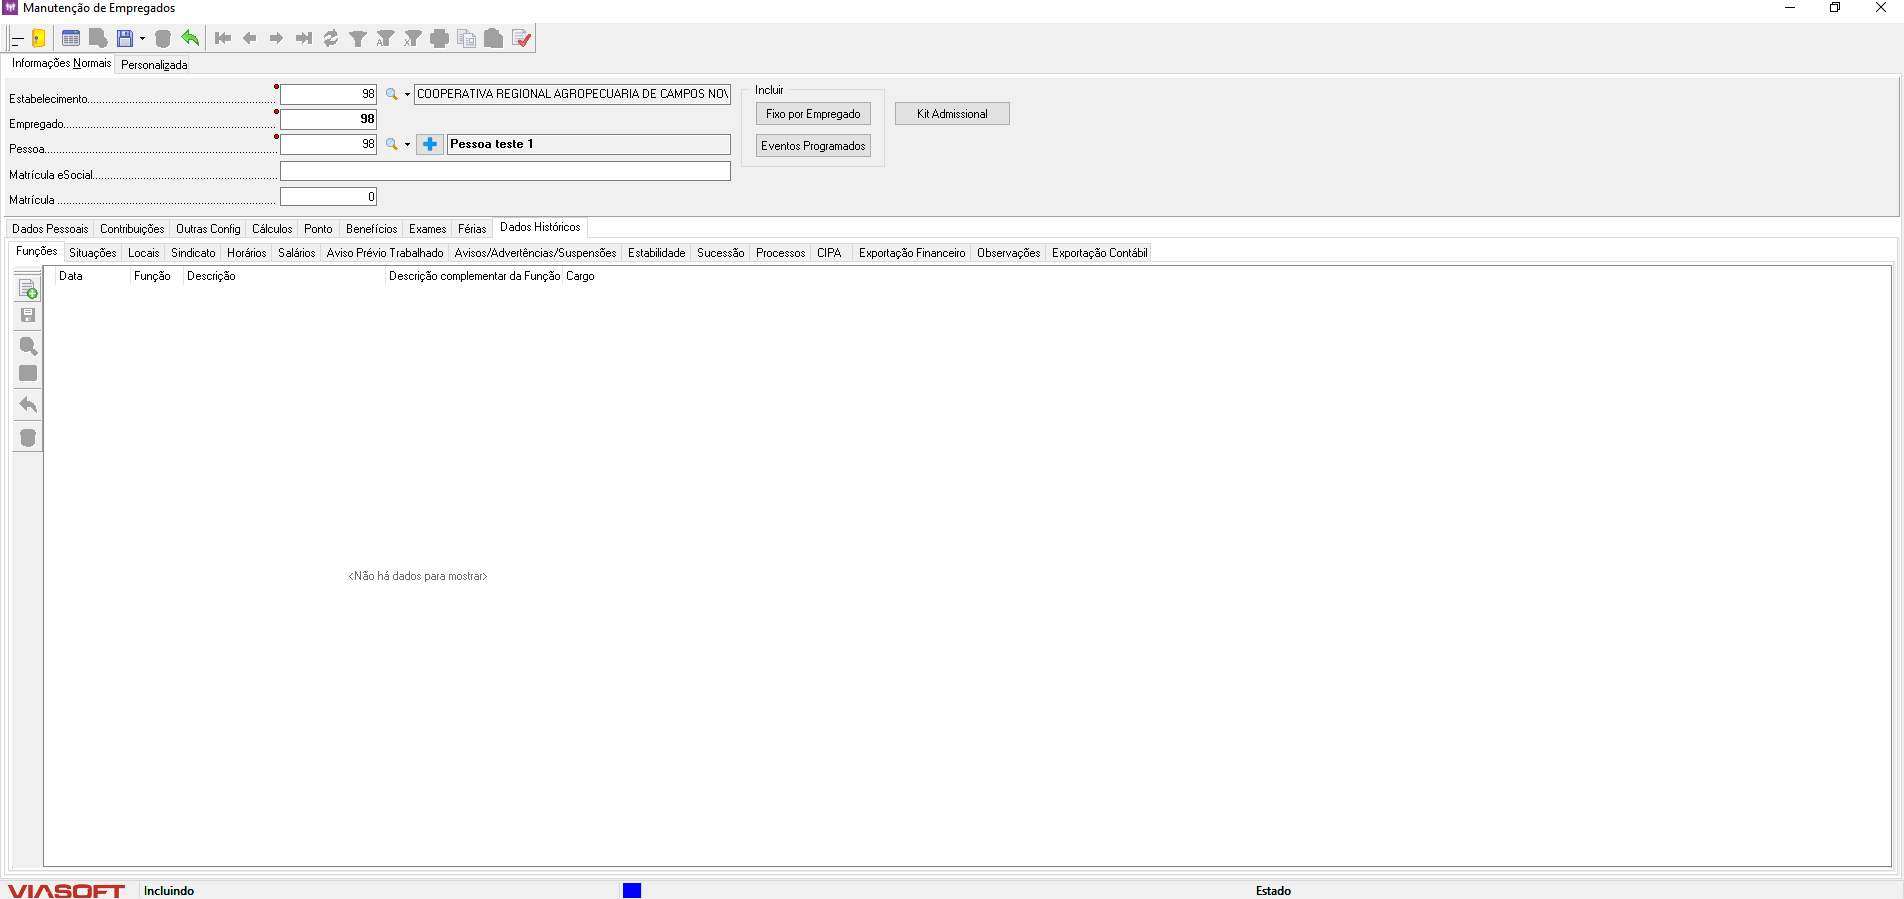 Manutenção de Empregados
Informações Normais Personalizada
Estabelecimento 98 COOPERATIVA REGIONAL AGROPECUARIA DE CAMPOS NOV
Empregado 98
Pessoa 98 Pessoa teste 1
Matrícula eSocial
Matrícula 0
Incluir
Fixo por Empregado
Eventos Programados
Kit Admissional
Dados Pessoais Contribuições Outras Config Cálculos Ponto Benefícios Exames Férias Dados Históricos
Funções Situações Locais Sindicato Horários Salários Aviso Prévio Trabalhado Avisos/Advertências/Suspensões Estabilidade Sucessão Processos CIPA Exportação Financeiro Observações Exportação Contábil
Data Função Descrição Descrição complementar da Função Cargo
<Não há dados para mostrar>
VIASOFT Incluindo Estado